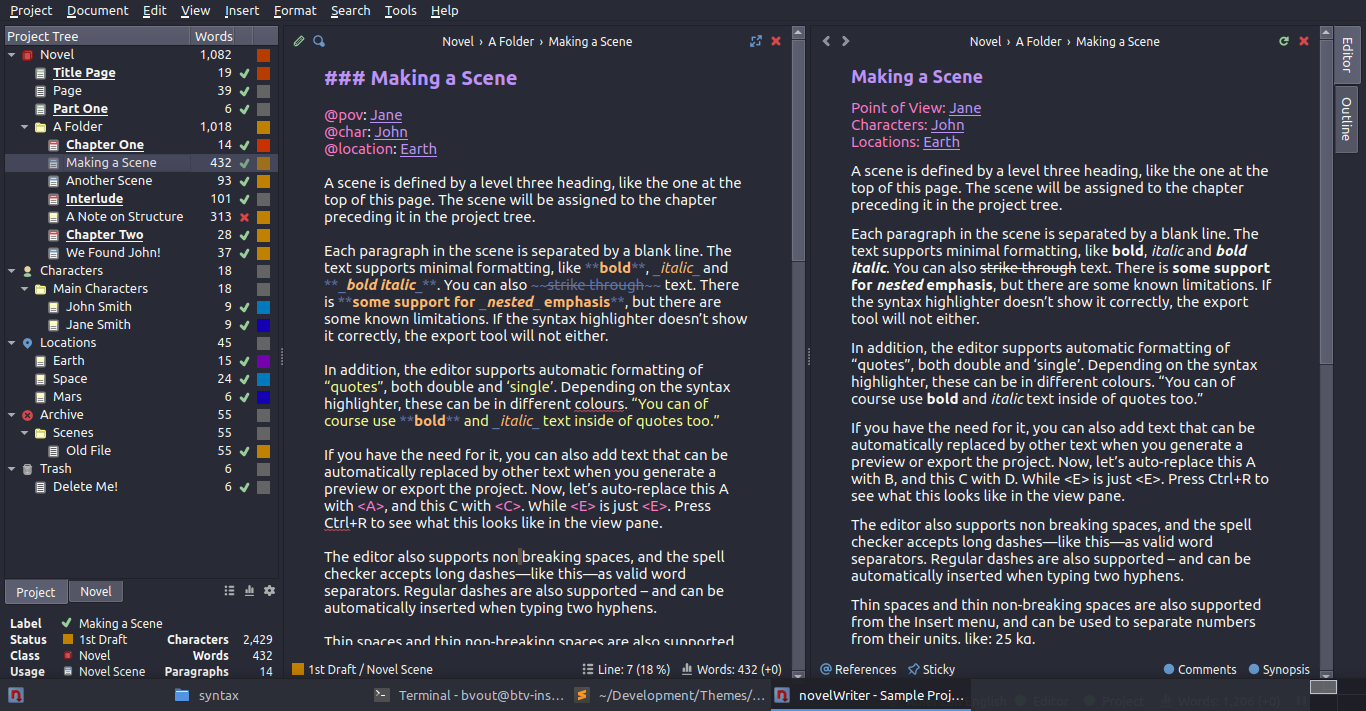 Project Document Edit View Insert Format Search Tools Help
Project Tree Words
Novel 1,082
Title Page 19
Page 39
Part One 6
A Folder 1,018
Chapter One 14
Making a Scene 432
Another Scene 93
Interlude 101
A Note on Structure 313
Chapter Two 28
We Found John! 37
Characters 18
Main Characters 18
John Smith 9
Jane Smith 9
Locations 45
Earth 15
Space 24
Mars 6
Archive 55
Scenes 55
Old File 55
Trash 6
Delete Me! 6
Project Novel
Label Making a Scene
Status 1st Draft Characters 2,429
Class Novel Words 432
Usage Novel Scene Paragraphs 14
Novel › A Folder › Making a Scene
### Making a Scene
@pov: Jane
@char: John
@location: Earth
A scene is defined by a level three heading, like the one at the
top of this page. The scene will be assigned to the chapter
preceding it in the project tree.
Each paragraph in the scene is separated by a blank line. The
text supports minimal formatting, like **bold**, _italic_ and
**_bold italic_**. You can also ~~strike through~~ text. There
is **some support for _nested_ emphasis**, but there are
some known limitations. If the syntax highlighter doesn’t show
it correctly, the export tool will not either.
In addition, the editor supports automatic formatting of
“quotes”, both double and ‘single’. Depending on the syntax
highlighter, these can be in different colours. “You can of
course use **bold** and _italic_ text inside of quotes too.”
If you have the need for it, you can also add text that can be
automatically replaced by other text when you generate a
preview or export the project. Now, let’s auto-replace this A
with <A>, and this C with <C>. While <E> is just <E>. Press
Ctrl+R to see what this looks like in the view pane.
The editor also supports non breaking spaces, and the spell
checker accepts long dashes—like this—as valid word
separators. Regular dashes are also supported – and can be
automatically inserted when typing two hyphens.
Thin spaces and thin non-breaking spaces are also supported
1st Draft / Novel Scene Line: 7 (18 %) Words: 432 (+0)
Novel › A Folder › Making a Scene
Making a Scene
Point of View: Jane
Characters: John
Locations: Earth
A scene is defined by a level three heading, like the one at the
top of this page. The scene will be assigned to the chapter
preceding it in the project tree.
Each paragraph in the scene is separated by a blank line. The
text supports minimal formatting, like bold, italic and bold
italic. You can also strike through text. There is some support
for nested emphasis, but there are some known limitations. If
the syntax highlighter doesn’t show it correctly, the export
tool will not either.
In addition, the editor supports automatic formatting of
“quotes”, both double and ‘single’. Depending on the syntax
highlighter, these can be in different colours. “You can of
course use bold and italic text inside of quotes too.”
If you have the need for it, you can also add text that can be
automatically replaced by other text when you generate a
preview or export the project. Now, let’s auto-replace this A
with B, and this C with D. While <E> is just <E>. Press Ctrl+R to
see what this looks like in the view pane.
The editor also supports non breaking spaces, and the spell
checker accepts long dashes—like this—as valid word
separators. Regular dashes are also supported – and can be
automatically inserted when typing two hyphens.
Thin spaces and thin non-breaking spaces are also supported
from the Insert menu, and can be used to separate numbers
from their units, like: 25 kg.
References Sticky Comments Synopsis
Editor
Outline
syntax
Terminal - bvout@btv-ins...
~/Development/Themes/...
novelWriter - Sample Proj...
English Editor Project Words: 1,206 (+0)